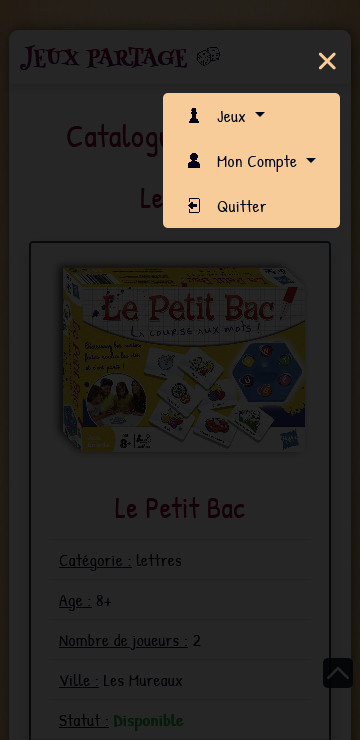 Jeux partage
Jeux
Catalogu
Mon Compte
Le
Quitter
Le Petit Bac
La course aux mots !
8+
Le Petit Bac
Catégorie : lettres
Age : 8+
Nombre de joueurs : 2
Ville : Les Mureaux
Statut : Disponible